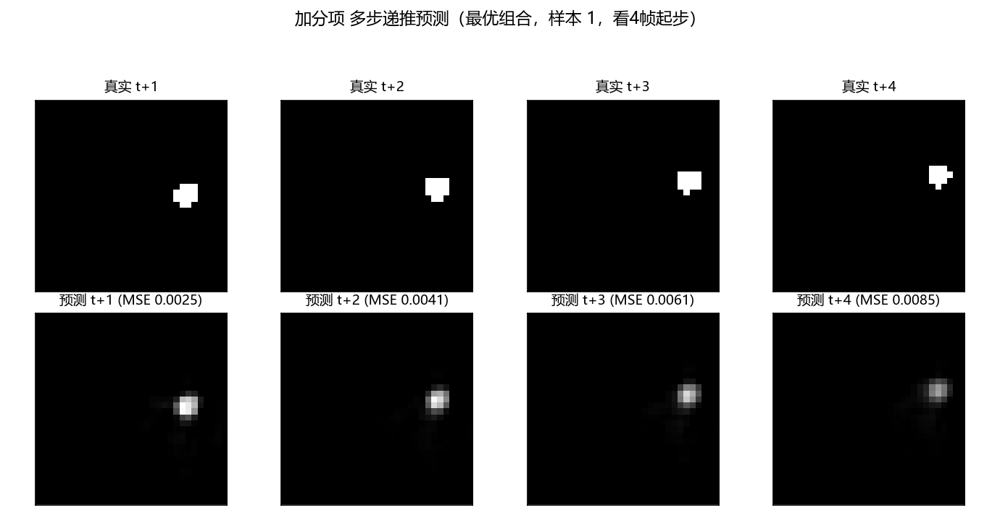 加分项 多步递推预测（最优组合，样本 1，看4帧起步）
真实 t+1
真实 t+2
真实 t+3
真实 t+4
预测 t+1 (MSE 0.0025)
预测 t+2 (MSE 0.0041)
预测 t+3 (MSE 0.0061)
预测 t+4 (MSE 0.0085)